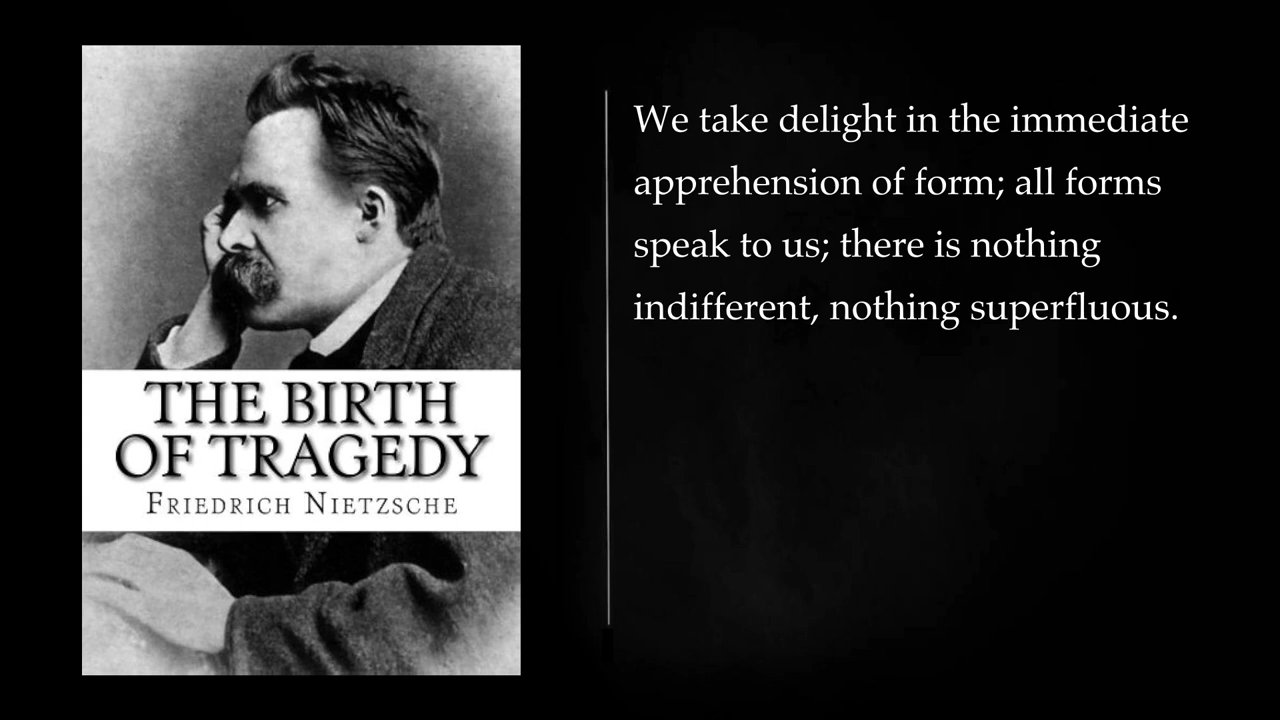 THE BIRTH
OF TRAGEDY
FRIEDRICH NIETZSCHE
We take delight in the immediate
apprehension of form; all forms
speak to us; there is nothing
indifferent, nothing superfluous.